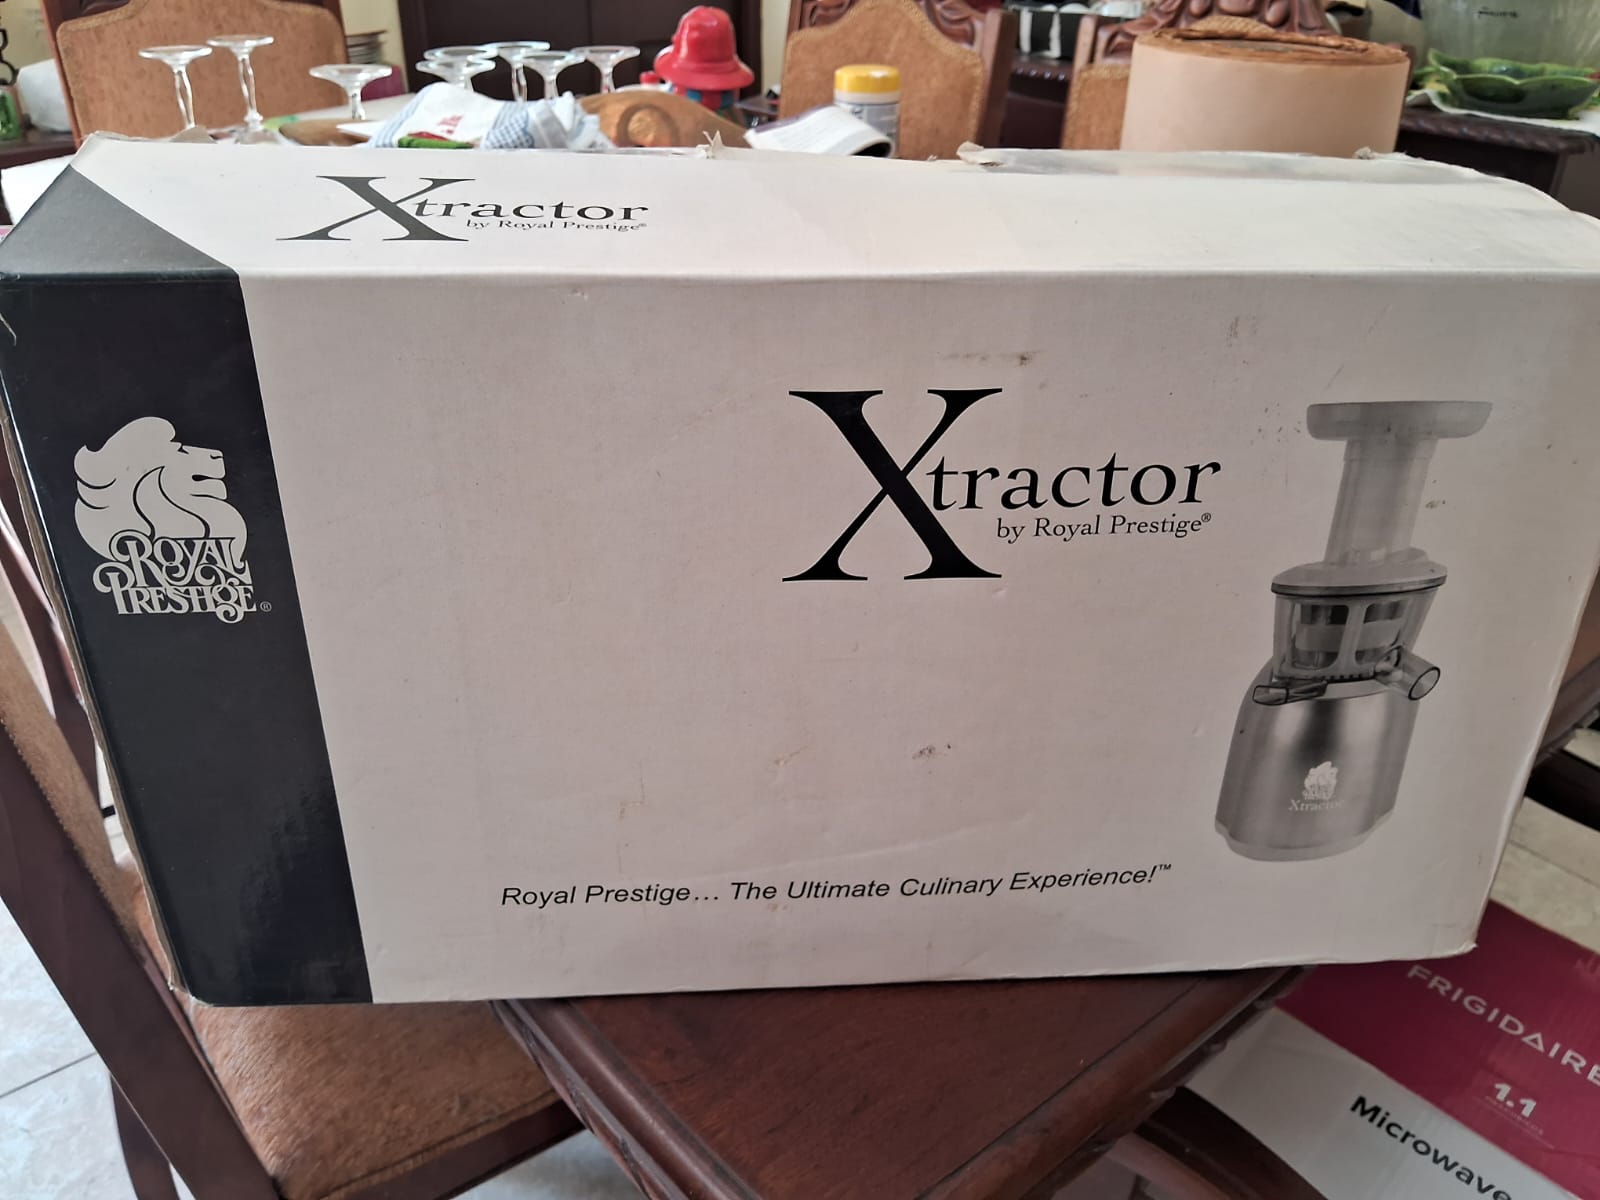 Xtractor
by Royal Prestige®
ROYAL
PRESTIGE®
Xtractor
by Royal Prestige®
Xtractor
Royal Prestige... The Ultimate Culinary Experience!™
FRIGIDAIRE
1.1
Microwave